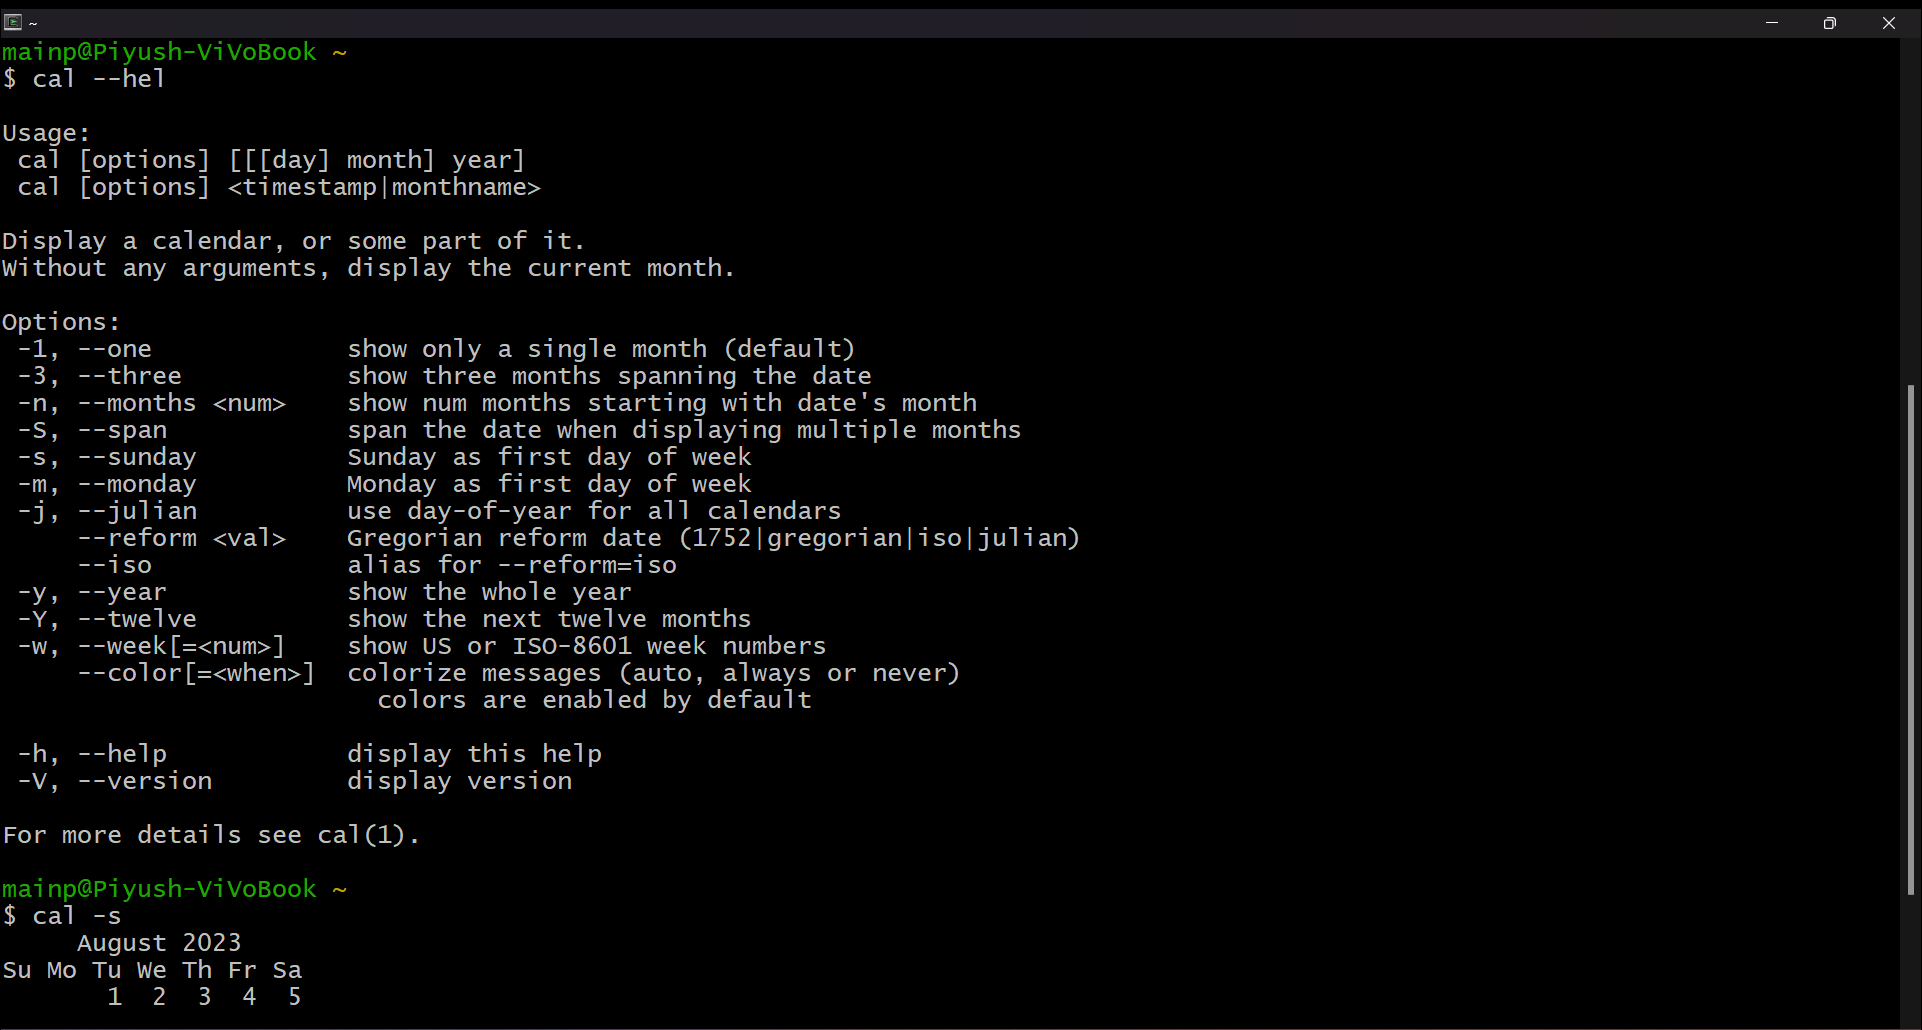 ~
mainp@Piyush-ViVoBook ~
$ cal --hel

Usage:
 cal [options] [[[day] month] year]
 cal [options] <timestamp|monthname>

Display a calendar, or some part of it.
Without any arguments, display the current month.

Options:
 -1, --one             show only a single month (default)
 -3, --three           show three months spanning the date
 -n, --months <num>    show num months starting with date's month
 -S, --span            span the date when displaying multiple months
 -s, --sunday          Sunday as first day of week
 -m, --monday          Monday as first day of week
 -j, --julian          use day-of-year for all calendars
     --reform <val>    Gregorian reform date (1752|gregorian|iso|julian)
     --iso             alias for --reform=iso
 -y, --year            show the whole year
 -Y, --twelve          show the next twelve months
 -w, --week[=<num>]    show US or ISO-8601 week numbers
     --color[=<when>]  colorize messages (auto, always or never)
                         colors are enabled by default

 -h, --help            display this help
 -V, --version         display version

For more details see cal(1).

mainp@Piyush-ViVoBook ~
$ cal -s
     August 2023
Su Mo Tu We Th Fr Sa
       1  2  3  4  5